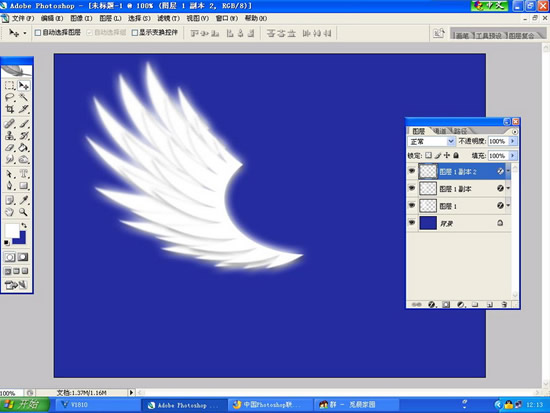 Adobe Photoshop - [未标题-1 @ 100% (图层 1 副本 2, RGB/8)]
中文
文件(F) 编辑(E) 图像(I) 图层(L) 选择(S) 滤镜(T) 视图(V) 窗口(W) 帮助(H)
自动选择图层 自动选择组 显示变换控件
画笔 工具预设 图层复合
图层 通道 路径
正常 不透明度: 100%
锁定: 填充: 100%
图层 1 副本 2
图层 1 副本
图层 1
背景
100% 文档:1.37M/1.16M
开始 Adobe Photoshop ... 中国Photoshop联... 12:13